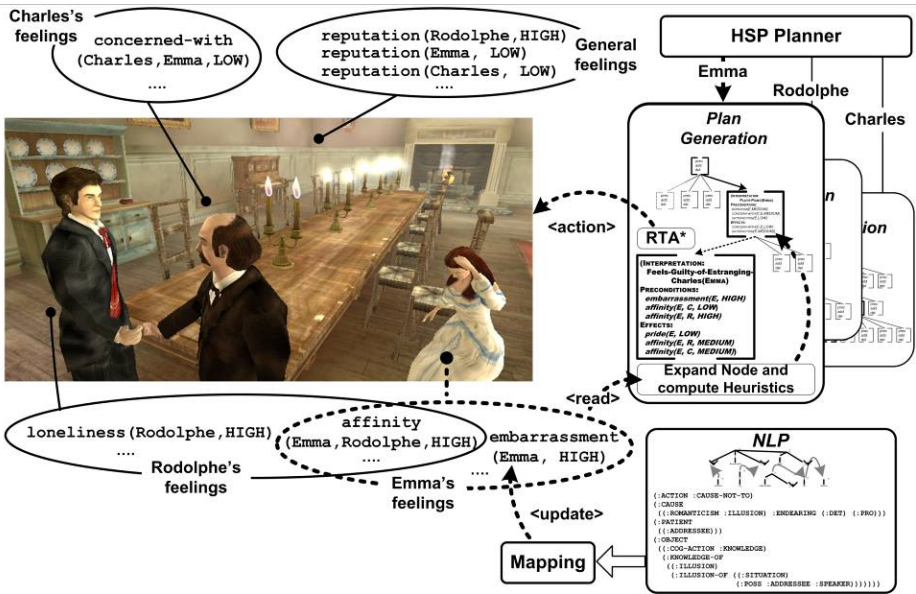 Charles's
feelings
concerned-with
(Charles,Emma,LOW)
....
reputation(Rodolphe,HIGH)
reputation(Emma, LOW)
reputation(Charles, LOW)
....
General
feelings
HSP Planner
Emma
Rodolphe
Charles
Plan
Generation
<action>
RTA*
(INTERPRETATION:
Feels-Guilty-of-Estranging-
Charles(EMMA)
PRECONDITIONS:
embarrassment(E, HIGH)
affinity(E, C, LOW)
affinity(E, R, HIGH)
EFFECTS:
pride(E, LOW)
affinity(E, R, MEDIUM)
affinity(E, C, MEDIUM))
Expand Node and
compute Heuristics
<read>
loneliness(Rodolphe,HIGH)
....
Rodolphe's
feelings
affinity
(Emma,Rodolphe,HIGH)
....
embarrassment
(Emma, HIGH)
....
Emma's
feelings
<update>
Mapping
NLP
(:ACTION :CAUSE-NOT-TO)
(:CAUSE
((:ROMANTICISM :ILLUSION) :ENDEARING (:DET) (:PRO)))
(:PATIENT
((:ADDRESSEE)))
(:OBJECT
((:COG-ACTION :KNOWLEDGE)
(:KNOWLEDGE-OF
((:ILLUSION)
(:ILLUSION-OF ((:SITUATION)
(:POSS :ADDRESSEE :SPEAKER)))))))